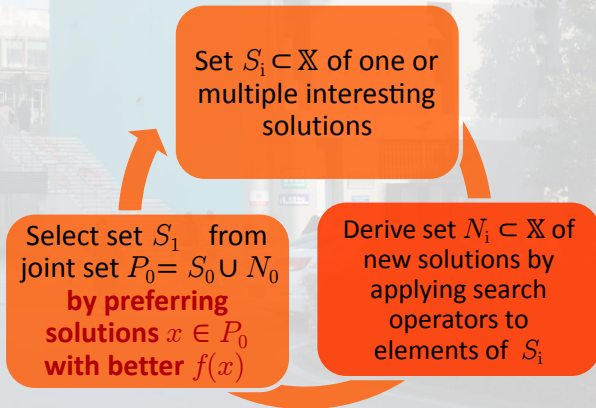 Set S_i ⊂ 𝕏 of one or
multiple interesting
solutions
Derive set N_i ⊂ 𝕏 of
new solutions by
applying search
operators to
elements of S_i
Select set S_1 from
joint set P_0 = S_0 ∪ N_0
by preferring
solutions x ∈ P_0
with better f(x)